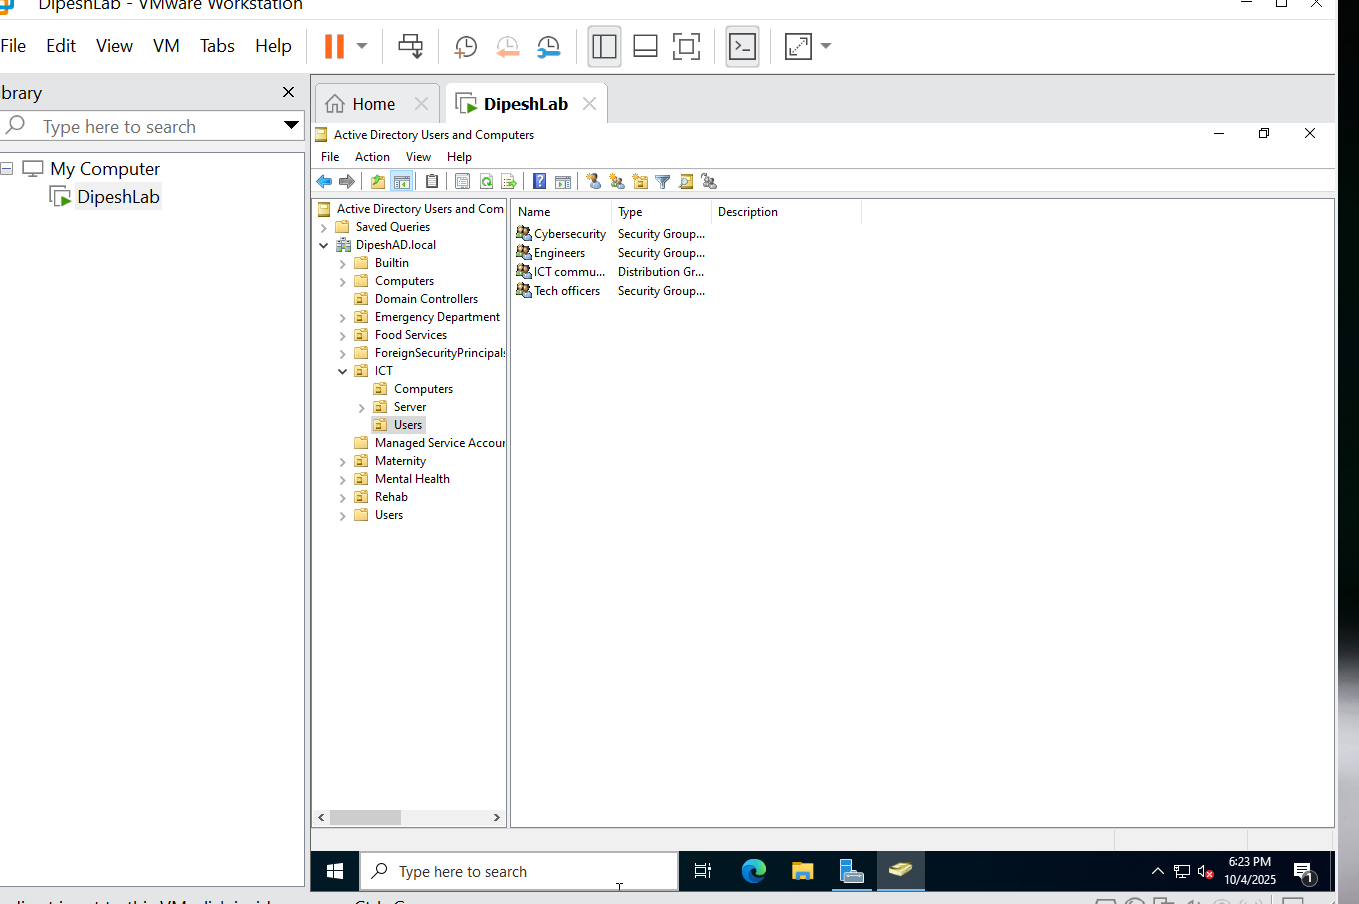 DipeshLab - VMware Workstation
File Edit View VM Tabs Help
brary
Type here to search
My Computer
DipeshLab
Home
DipeshLab
Active Directory Users and Computers
File Action View Help
Active Directory Users and Com
Saved Queries
DipeshAD.local
Builtin
Computers
Domain Controllers
Emergency Department
Food Services
ForeignSecurityPrincipals
ICT
Computers
Server
Users
Managed Service Accour
Maternity
Mental Health
Rehab
Users
Name Type Description
Cybersecurity Security Group...
Engineers Security Group...
ICT commu... Distribution Gr...
Tech officers Security Group...
Type here to search
6:23 PM
10/4/2025
1